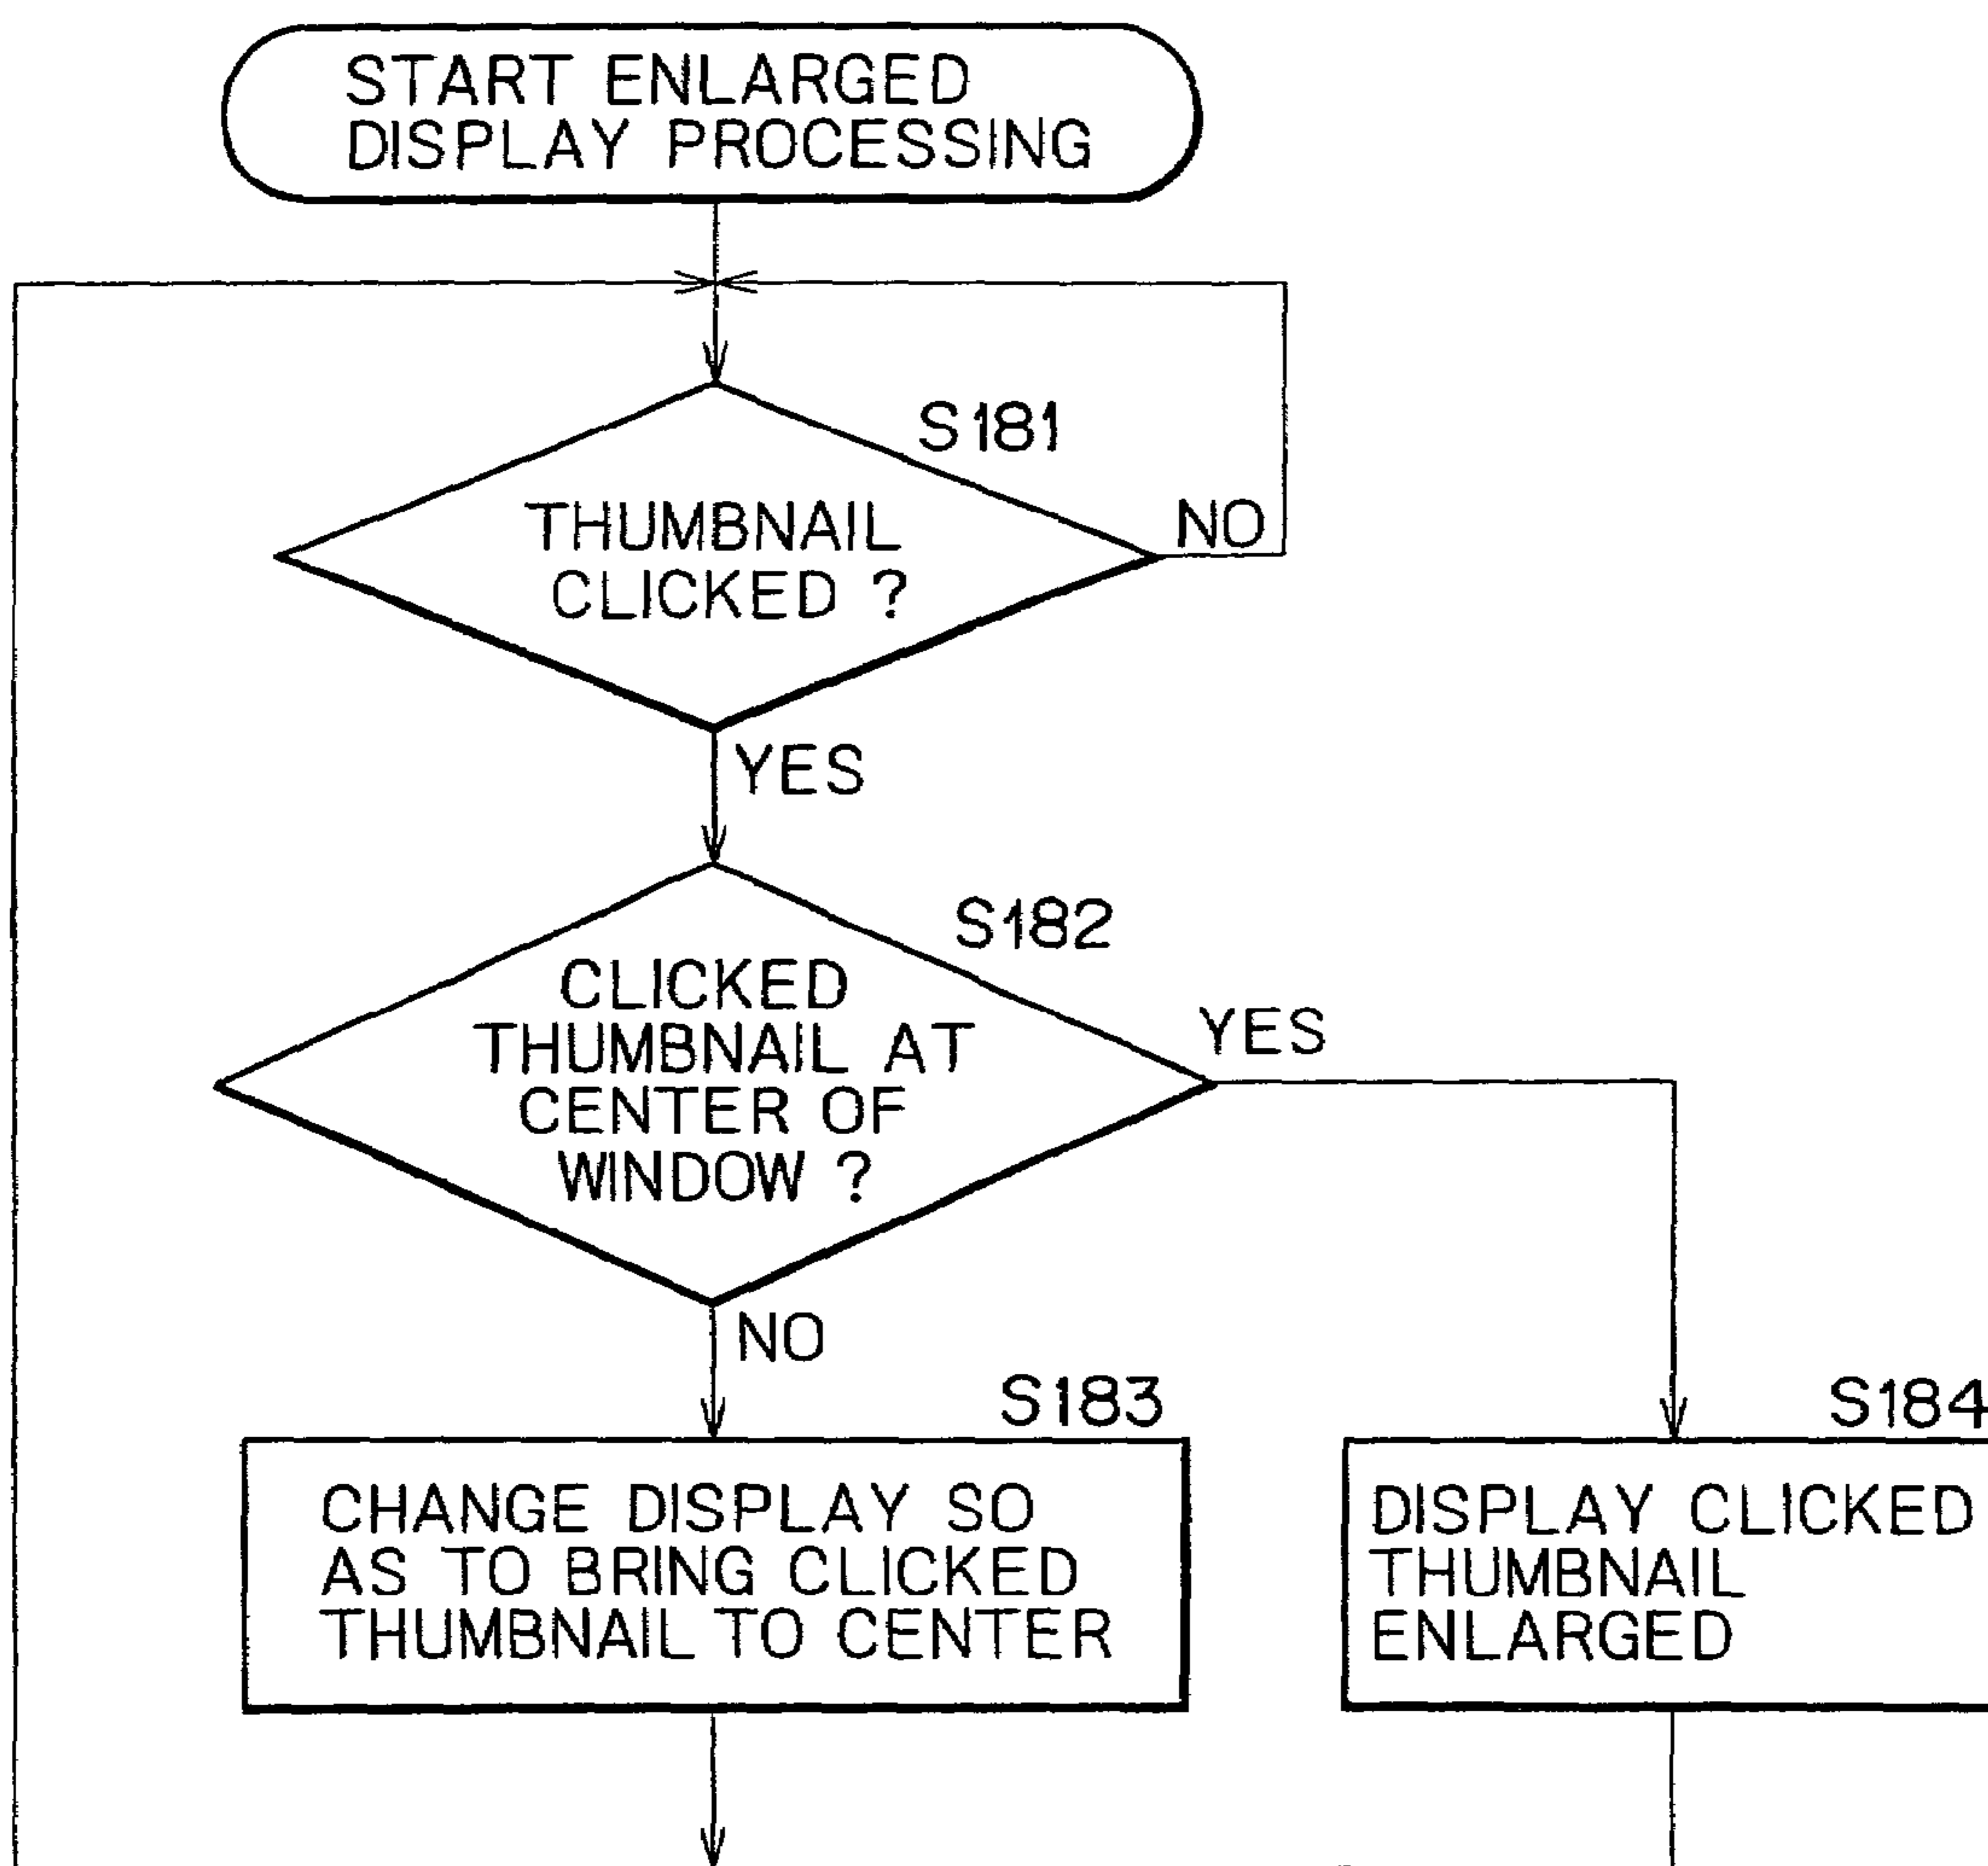 START ENLARGED
DISPLAY PROCESSING
S181
THUMBNAIL
CLICKED ?
NO
YES
S182
CLICKED
THUMBNAIL AT
CENTER OF
WINDOW ?
YES
NO
S183
CHANGE DISPLAY SO
AS TO BRING CLICKED
THUMBNAIL TO CENTER
S184
DISPLAY CLICKED
THUMBNAIL
ENLARGED